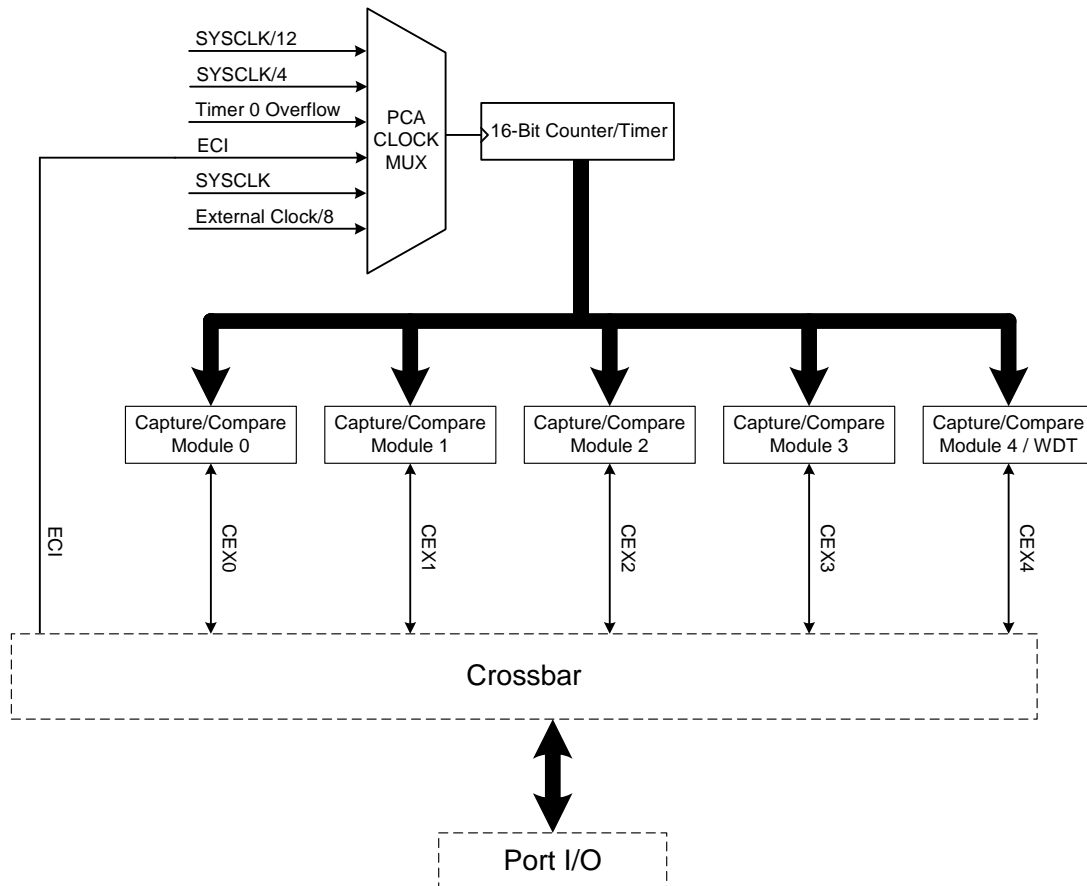 SYSCLK/12
SYSCLK/4
Timer 0 Overflow
ECI
SYSCLK
External Clock/8
PCA
CLOCK
MUX
16-Bit Counter/Timer
Capture/Compare
Module 0
Capture/Compare
Module 1
Capture/Compare
Module 2
Capture/Compare
Module 3
Capture/Compare
Module 4 / WDT
ECI
CEX0
CEX1
CEX2
CEX3
CEX4
Crossbar
Port I/O